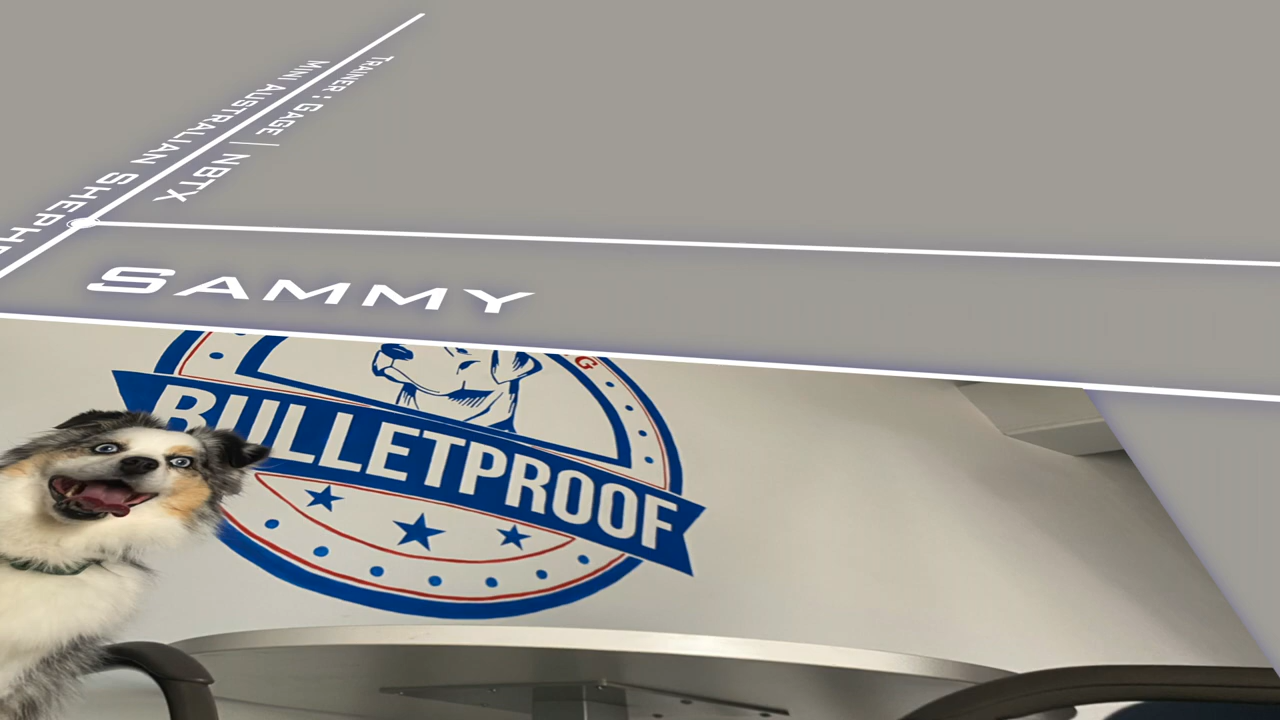 TRAINER : GAGE | NBTX
MINI AUSTRALIAN SHEPH
SAMMY
G
BULLETPROOF